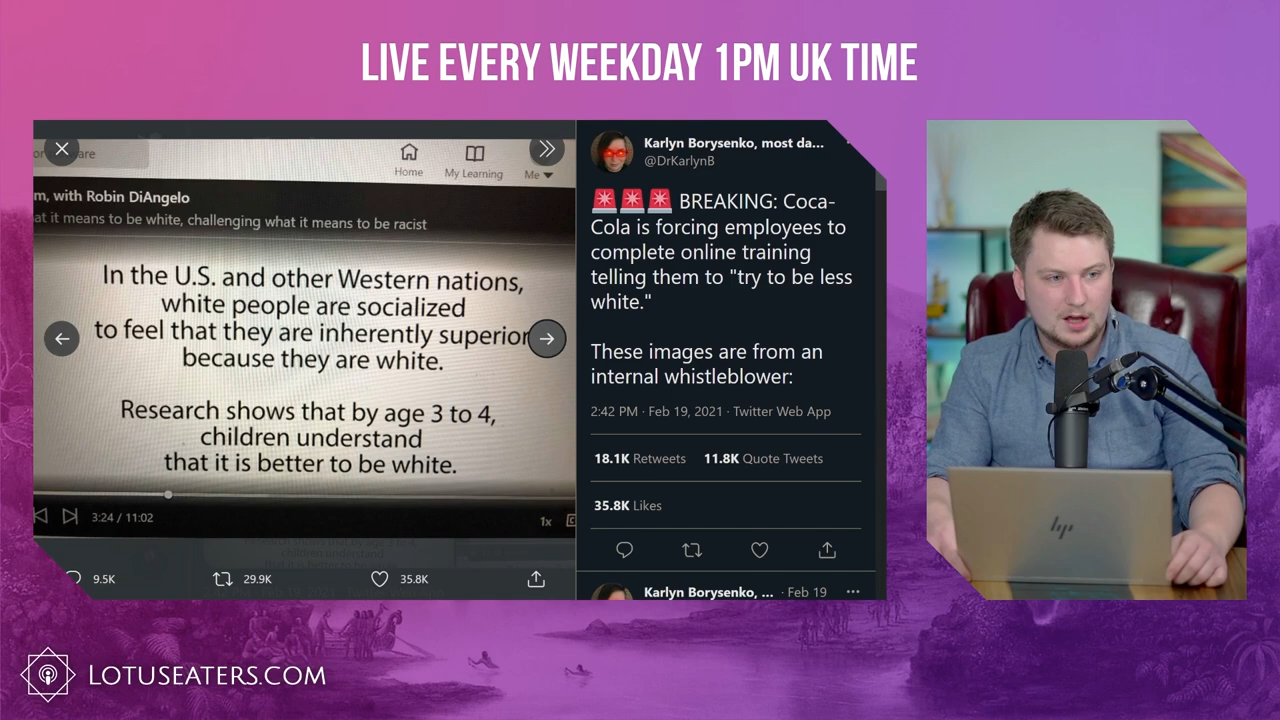 LIVE EVERY WEEKDAY 1PM UK TIME
Home
My Learning
Me
m, with Robin DiAngelo
at it means to be white, challenging what it means to be racist
In the U.S. and other Western nations,
white people are socialized
to feel that they are inherently superior
because they are white.
Research shows that by age 3 to 4,
children understand
that it is better to be white.
3:24 / 11:02
1x
9.5K
29.9K
35.8K
Karlyn Borysenko, most da...
@DrKarlynB
BREAKING: Coca-
Cola is forcing employees to
complete online training
telling them to "try to be less
white."
These images are from an
internal whistleblower:
2:42 PM · Feb 19, 2021 · Twitter Web App
18.1K Retweets 11.8K Quote Tweets
35.8K Likes
Karlyn Borysenko, ... · Feb 19
hp
LOTUSEATERS.COM